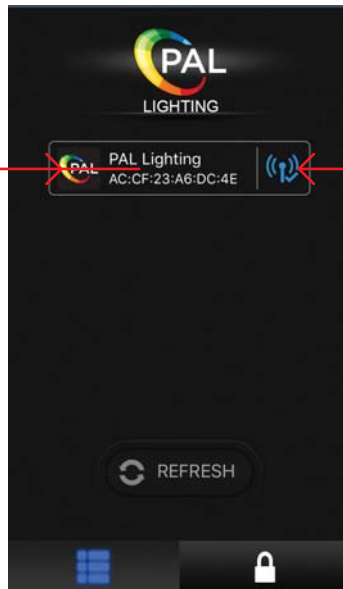 PAL
LIGHTING
PAL Lighting
PAL
AC:CF:23:A6:DC:4E
REFRESH